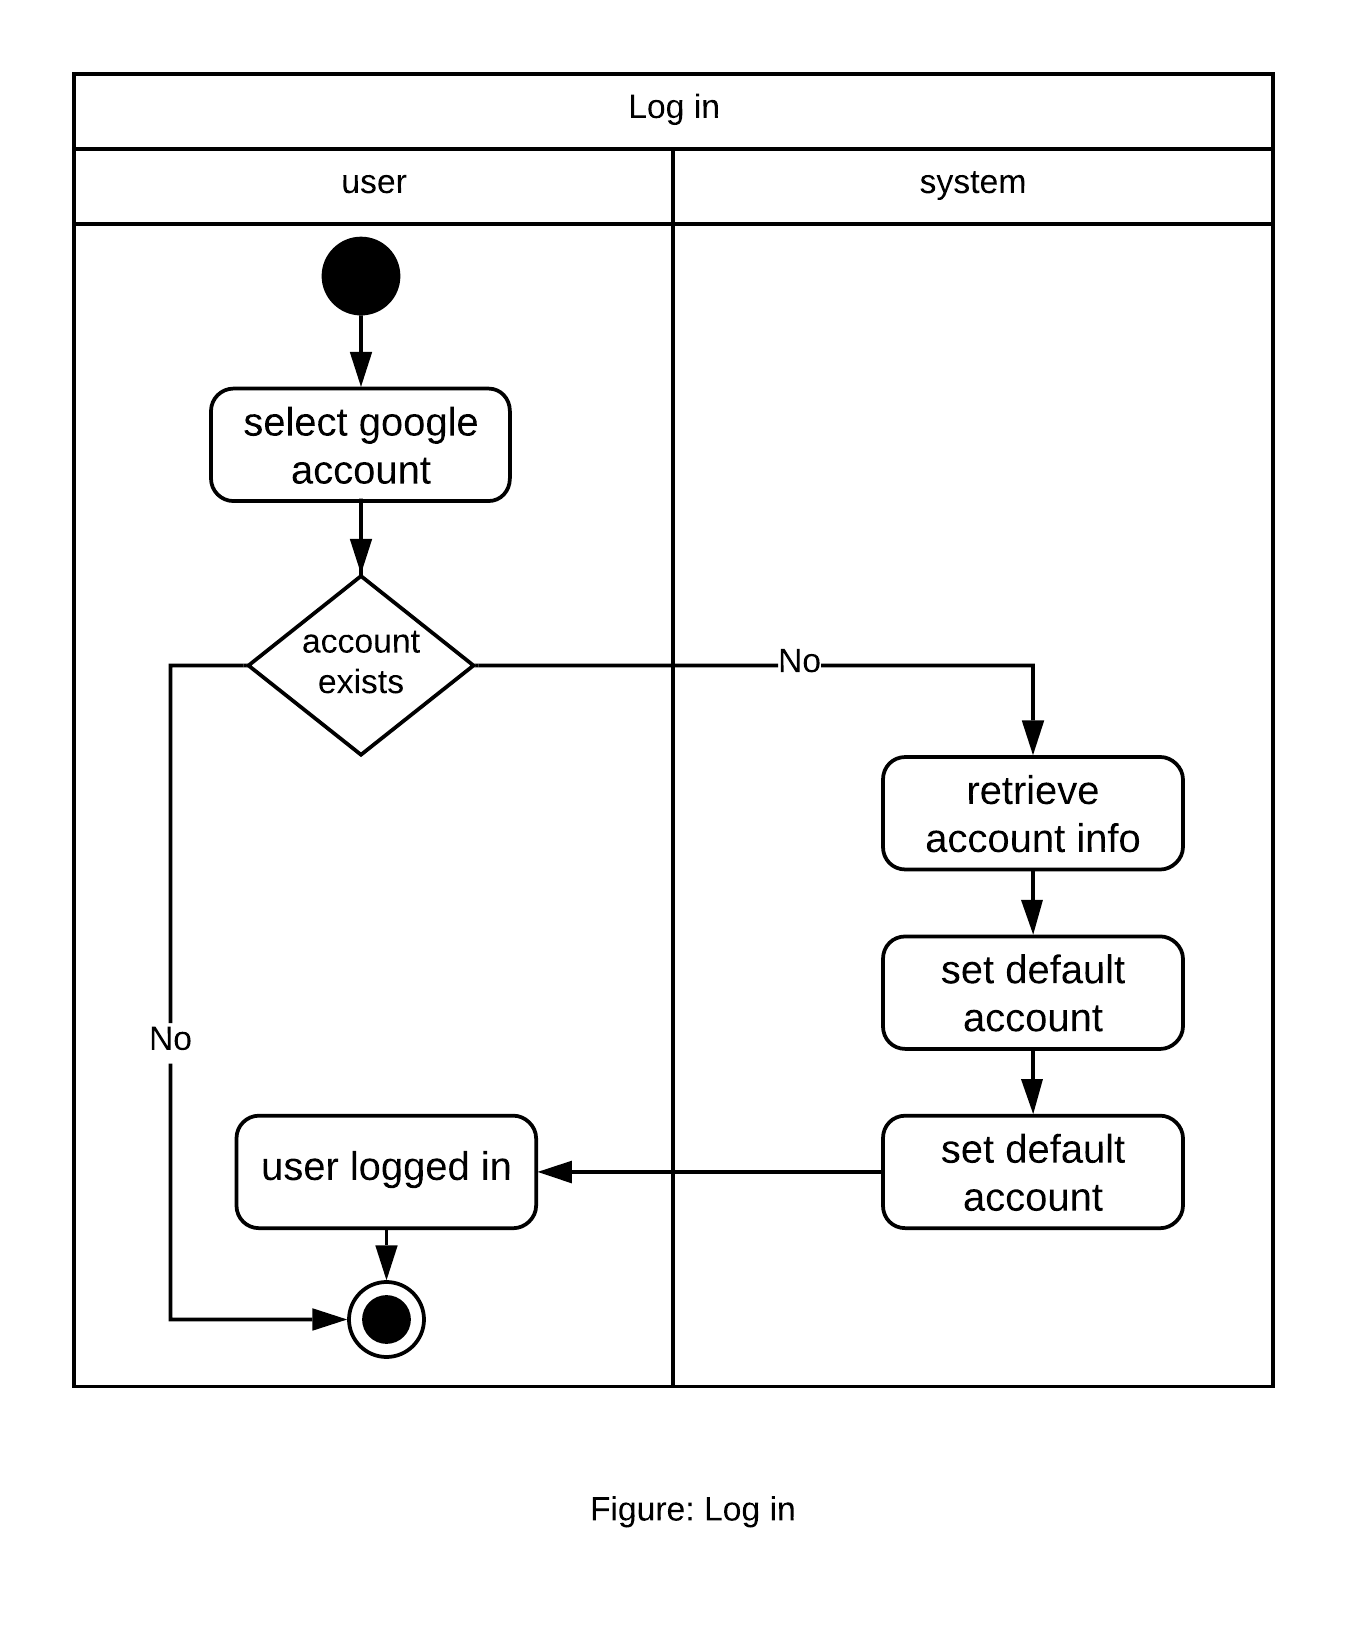 Log in
user
system
select google
account
account
exists
No
retrieve
account info
set default
account
No
user logged in
set default
account
Figure: Log in